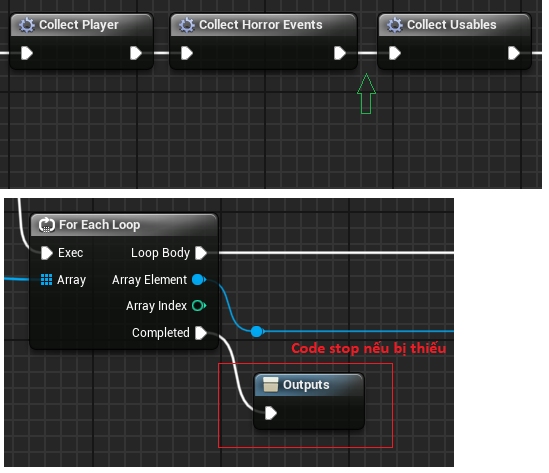 Collect Player
Collect Horror Events
Collect Usables
For Each Loop
Exec
Loop Body
Array
Array Element
Array Index
Completed
Code stop nếu bị thiếu
Outputs